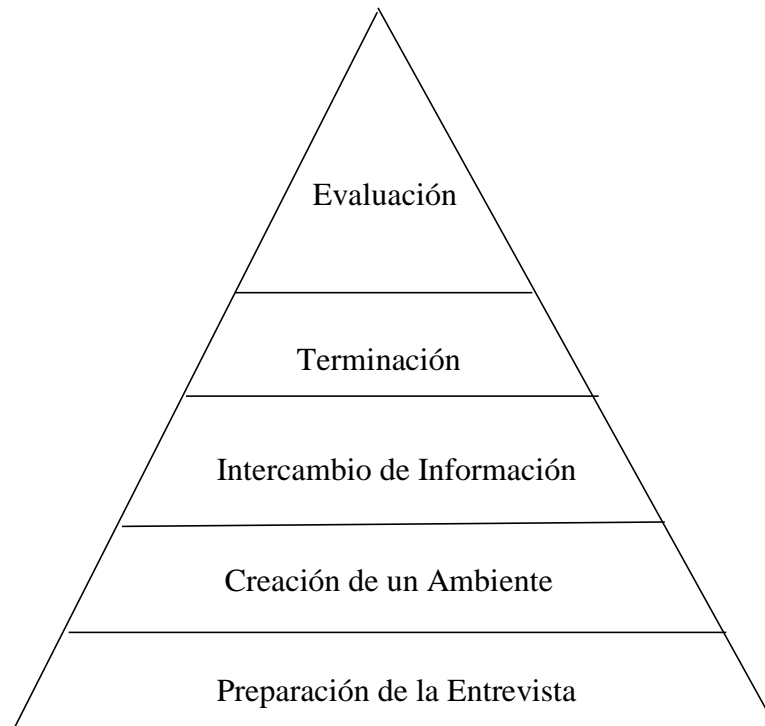 Evaluación
Terminación
Intercambio de Información
Creación de un Ambiente
Preparación de la Entrevista